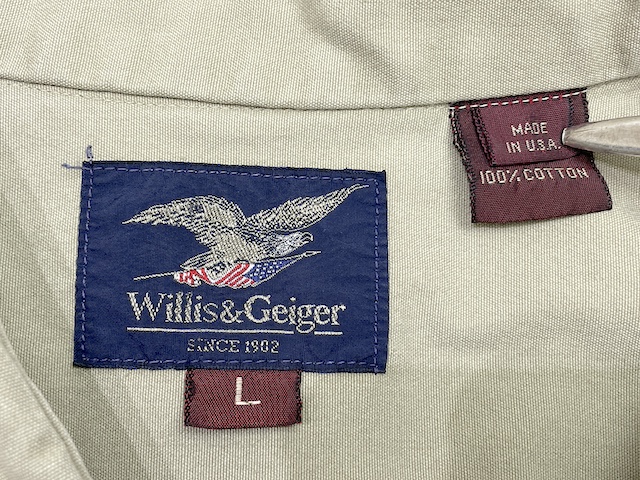 MADE
IN U.S.A.
100% COTTON
Willis&Geiger
SINCE 1902
L